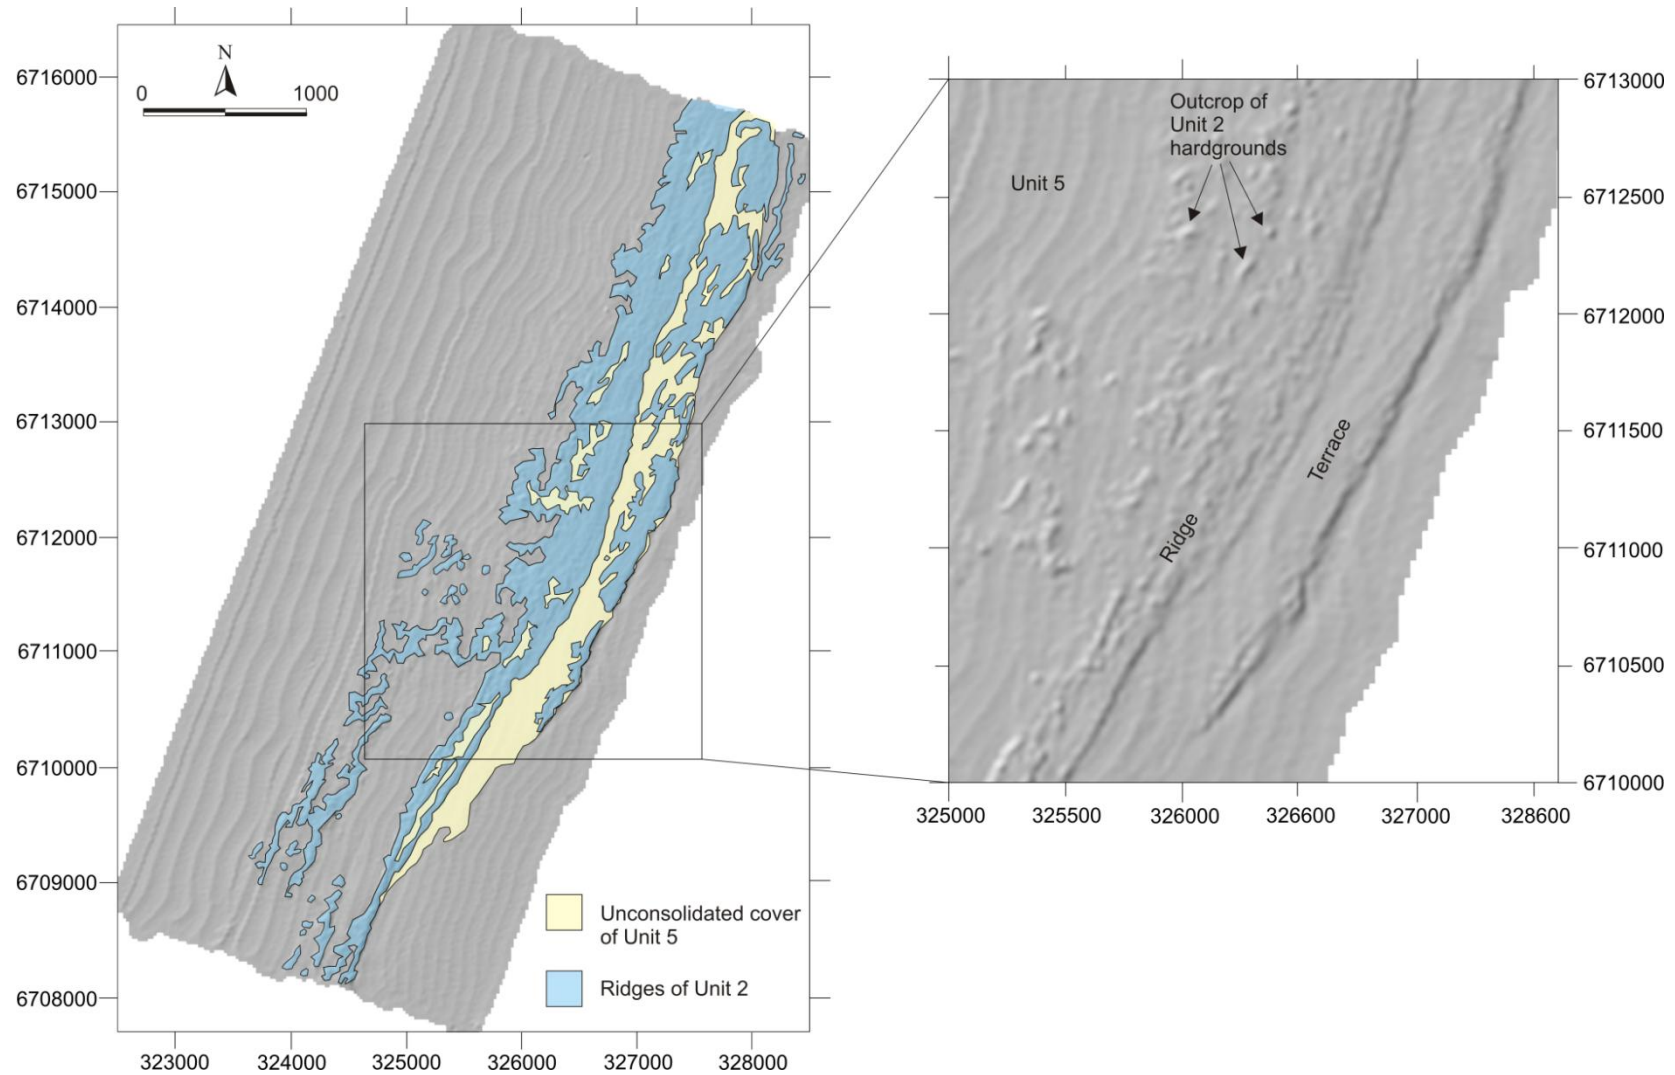 N
0 1000
6716000
6715000
6714000
6713000
6712000
6711000
6710000
6709000
6708000
323000 324000 325000 326000 327000 328000
Unconsolidated cover
of Unit 5
Ridges of Unit 2
Outcrop of
Unit 2
hardgrounds
Unit 5
Terrace
Ridge
6713000
6712500
6712000
6711500
6711000
6710500
6710000
325000 325500 326000 326600 327000 328600